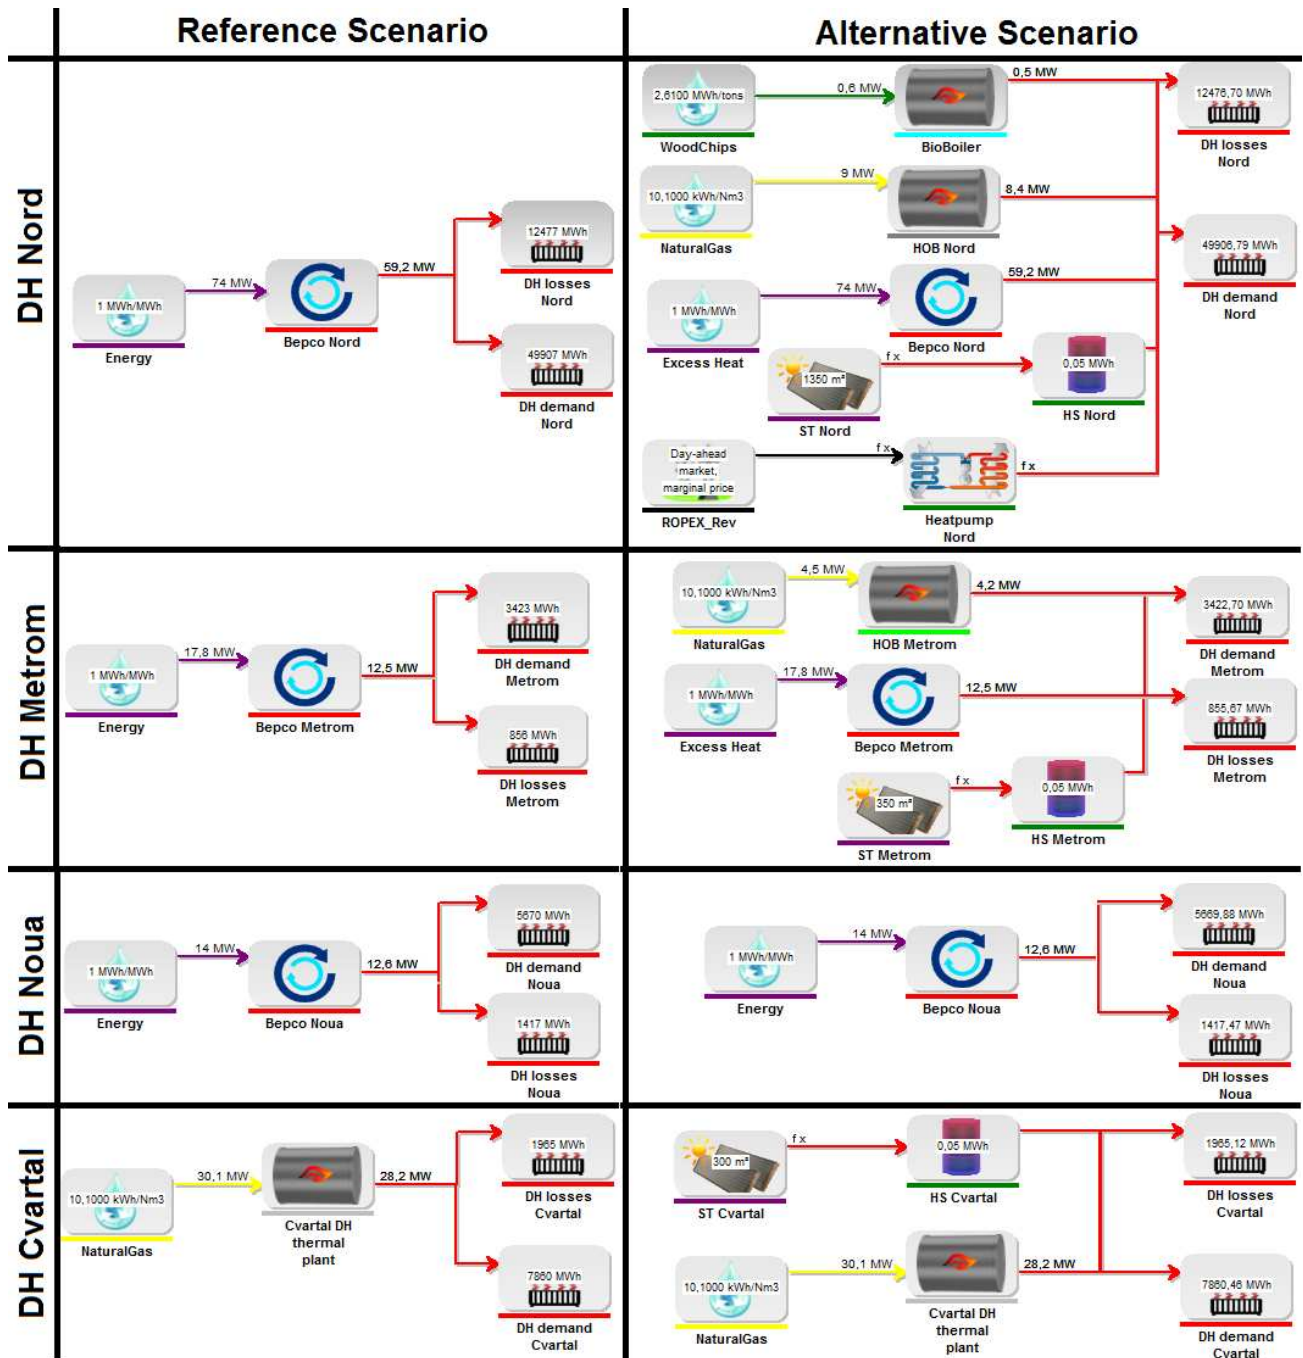 Reference Scenario
Alternative Scenario
DH Nord
1 MWh/MWh
Energy
74 MW
Bepco Nord
59,2 MW
12477 MWh
DH losses
Nord
49907 MWh
DH demand
Nord
2,6100 MWh/tons
WoodChips
0,6 MW
BioBoiler
0,5 MW
12476,70 MWh
DH losses
Nord
10,1000 kWh/Nm3
NaturalGas
9 MW
HOB Nord
8,4 MW
49906,79 MWh
DH demand
Nord
1 MWh/MWh
Excess Heat
74 MW
Bepco Nord
59,2 MW
1350 m²
ST Nord
f x
0,05 MWh
HS Nord
Day-ahead
market,
marginal price
ROPEX_Rev
f x
Heatpump
Nord
f x
DH Metrom
1 MWh/MWh
Energy
17,8 MW
Bepco Metrom
12,5 MW
3423 MWh
DH demand
Metrom
856 MWh
DH losses
Metrom
10,1000 kWh/Nm3
NaturalGas
4,5 MW
HOB Metrom
4,2 MW
3422,70 MWh
DH demand
Metrom
1 MWh/MWh
Excess Heat
17,8 MW
Bepco Metrom
12,5 MW
855,67 MWh
DH losses
Metrom
350 m²
ST Metrom
f x
0,05 MWh
HS Metrom
DH Noua
1 MWh/MWh
Energy
14 MW
Bepco Noua
12,6 MW
5670 MWh
DH demand
Noua
1417 MWh
DH losses
Noua
1 MWh/MWh
Energy
14 MW
Bepco Noua
12,6 MW
5669,88 MWh
DH demand
Noua
1417,47 MWh
DH losses
Noua
DH Cvartal
10,1000 kWh/Nm3
NaturalGas
30,1 MW
Cvartal DH
thermal
plant
28,2 MW
1965 MWh
DH losses
Cvartal
7860 MWh
DH demand
Cvartal
300 m²
ST Cvartal
f x
0,05 MWh
HS Cvartal
1965,12 MWh
DH losses
Cvartal
10,1000 kWh/Nm3
NaturalGas
30,1 MW
Cvartal DH
thermal
plant
28,2 MW
7860,46 MWh
DH demand
Cvartal